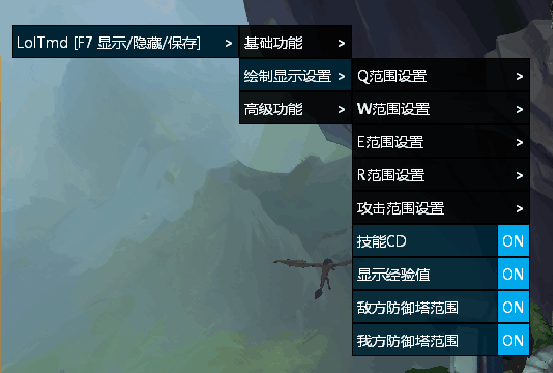 LolTmd [F7 显示/隐藏/保存] >
基础功能 >
绘制显示设置 >
高级功能 >
Q范围设置 >
W范围设置 >
E范围设置 >
R范围设置 >
攻击范围设置 >
技能CD ON
显示经验值 ON
敌方防御塔范围 ON
我方防御塔范围 ON